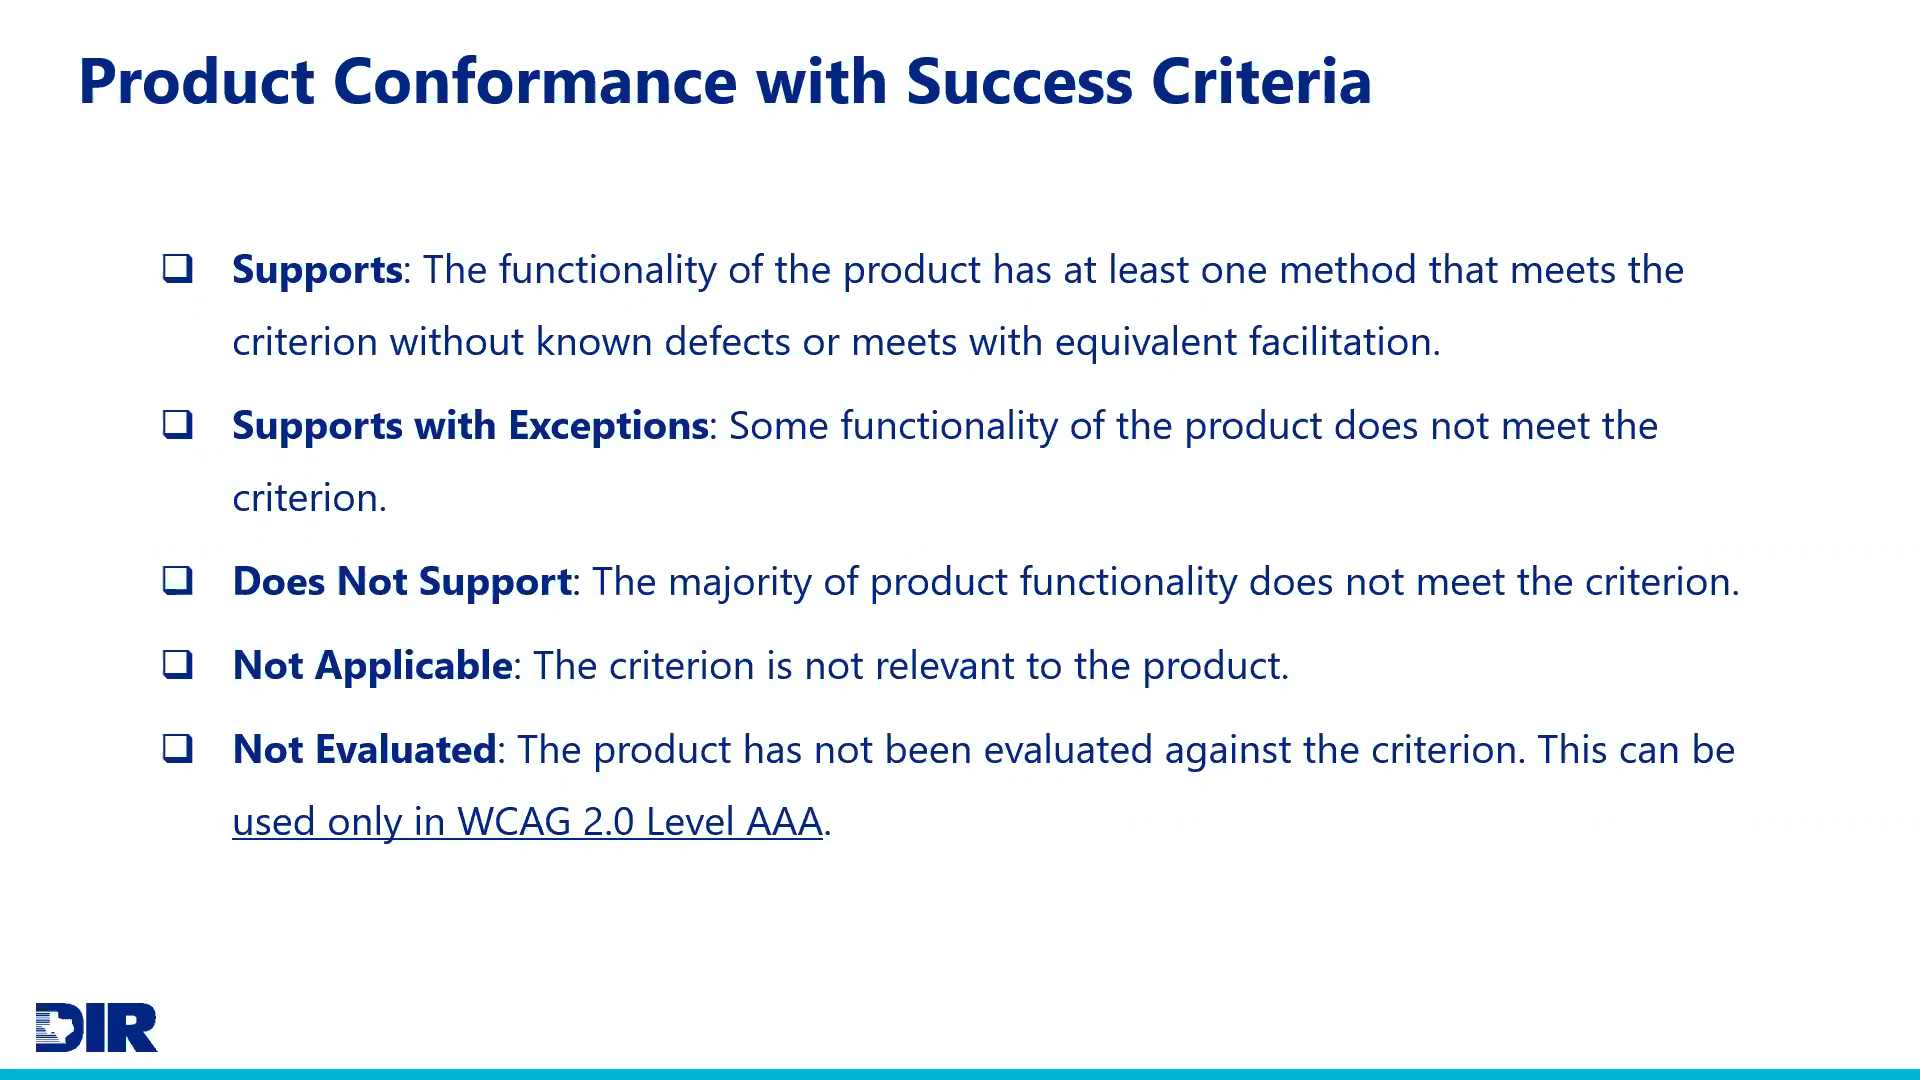 Product Conformance with Success Criteria
Supports: The functionality of the product has at least one method that meets the
criterion without known defects or meets with equivalent facilitation.
Supports with Exceptions: Some functionality of the product does not meet the
criterion.
Does Not Support: The majority of product functionality does not meet the criterion.
Not Applicable: The criterion is not relevant to the product.
Not Evaluated: The product has not been evaluated against the criterion. This can be
used only in WCAG 2.0 Level AAA.
DIR